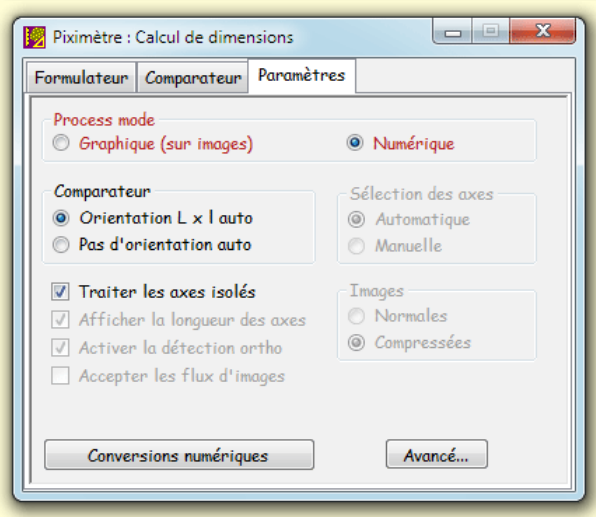 Piximètre : Calcul de dimensions
Formulateur Comparateur Paramètres
Process mode
Graphique (sur images) Numérique
Comparateur
Orientation L x l auto
Pas d'orientation auto
Sélection des axes
Automatique
Manuelle
Traiter les axes isolés
Afficher la longueur des axes
Activer la détection ortho
Accepter les flux d'images
Images
Normales
Compressées
Conversions numériques Avancé...